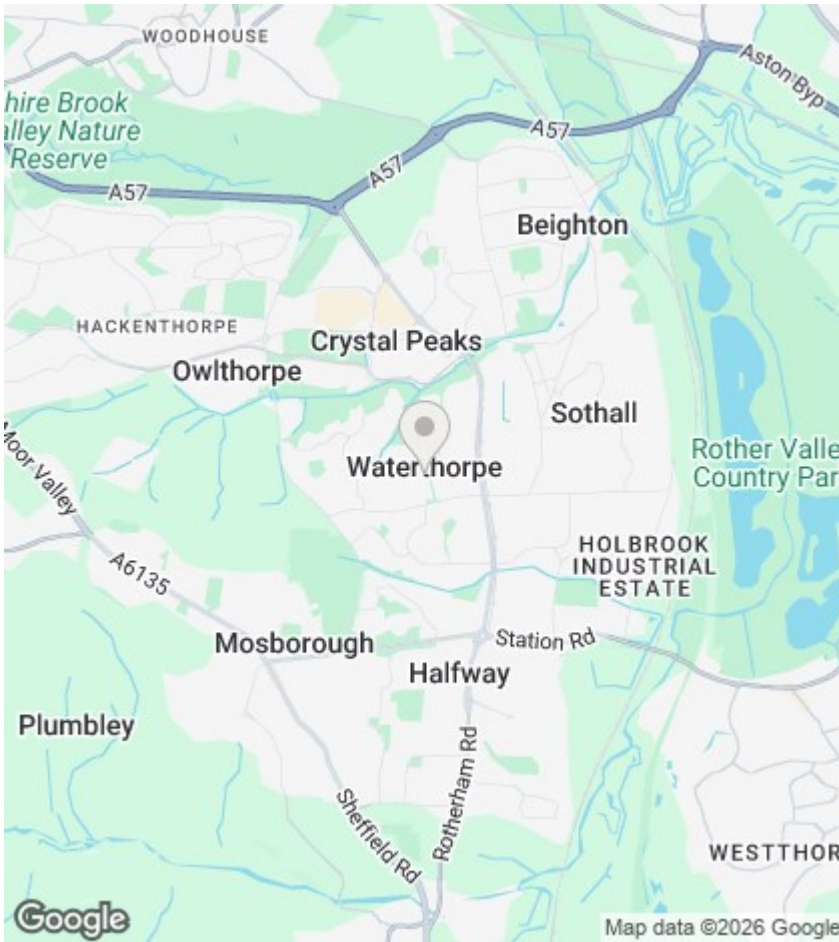 WOODHOUSE
Aston Byp
hire Brook
alley Nature
Reserve
A57
A57
A57
Beighton
HACKENTHORPE
Crystal Peaks
Owlthorpe
Sothall
Moor Valley
Waterthorpe
Rother Valle
Country Par
A6135
HOLBROOK
INDUSTRIAL
ESTATE
Mosborough
Station Rd
Halfway
Plumbley
Sheffield Rd
Rotherham Rd
WESTTHOR
Google
Map data ©2026 Google